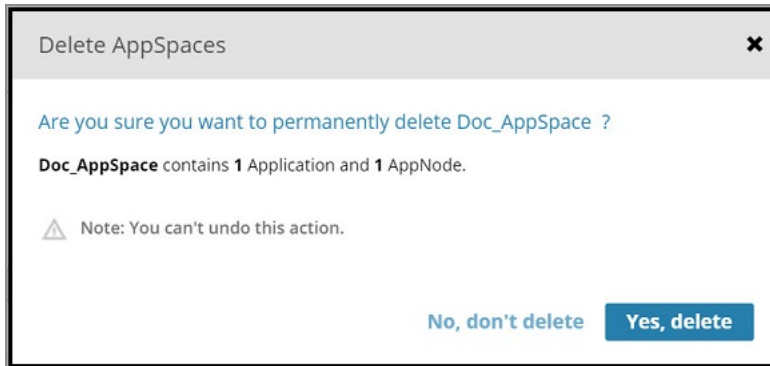 Delete AppSpaces
Are you sure you want to permanently delete Doc_AppSpace ?
Doc_AppSpace contains 1 Application and 1 AppNode.
Note: You can't undo this action.
No, don't delete Yes, delete